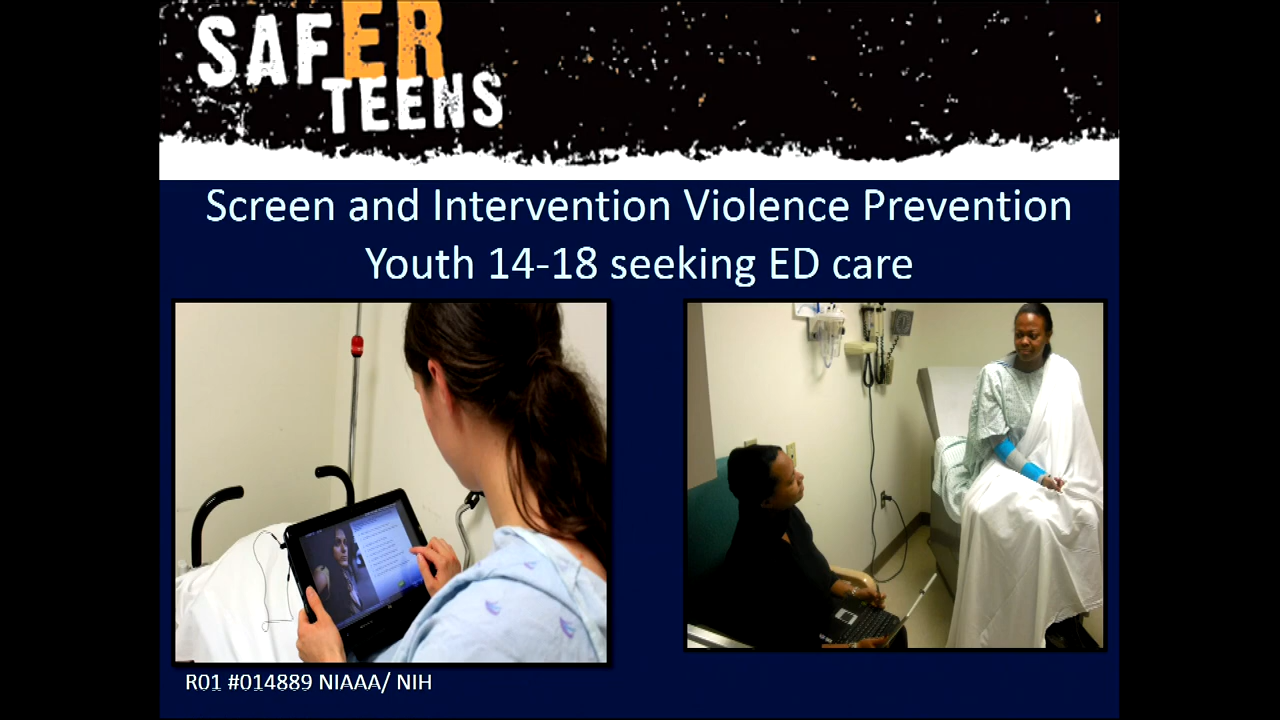 SAFER
TEENS
Screen and Intervention Violence Prevention
Youth 14-18 seeking ED care
R01 #014889 NIAAA/ NIH